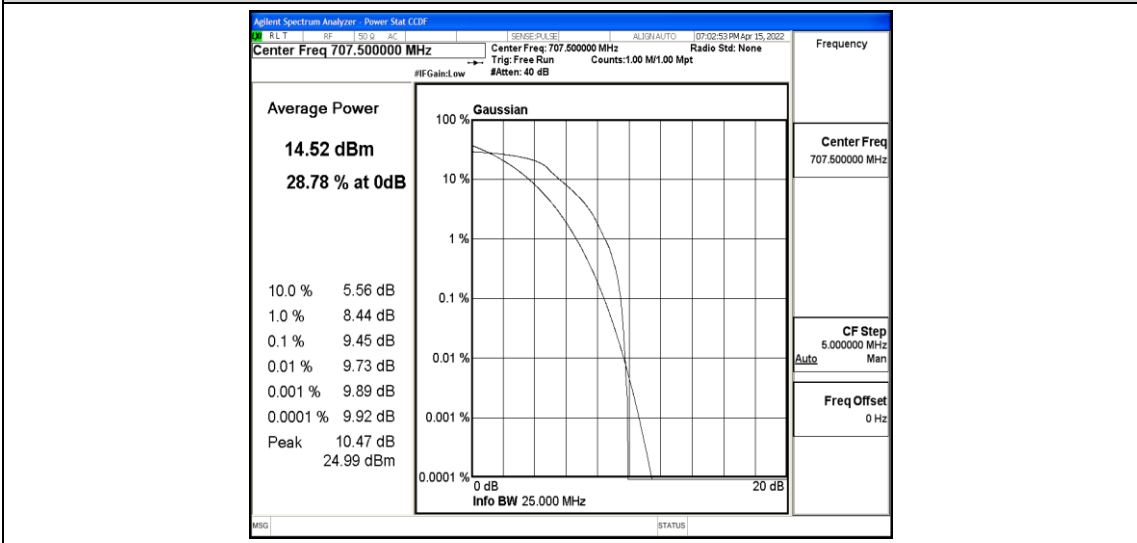 Agilent Spectrum Analyzer - Power Stat CCDF
LXI RLT RF 50 Ω AC SENSE:PULSE ALIGNAUTO 07:02:53 PM Apr 15, 2022
Center Freq 707.500000 MHz
Center Freq: 707.500000 MHz Radio Std: None
Trig: Free Run Counts:1.00 M/1.00 Mpt
#IFGain:Low #Atten: 40 dB
Frequency
Average Power
14.52 dBm
28.78 % at 0dB
10.0 % 5.56 dB
1.0 % 8.44 dB
0.1 % 9.45 dB
0.01 % 9.73 dB
0.001 % 9.89 dB
0.0001 % 9.92 dB
Peak 10.47 dB
24.99 dBm
Gaussian
100 %
10 %
1 %
0.1 %
0.01 %
0.001 %
0.0001 %
0 dB 20 dB
Info BW 25.000 MHz
Center Freq
707.500000 MHz
CF Step
5.000000 MHz
Auto Man
Freq Offset
0 Hz
MSG STATUS